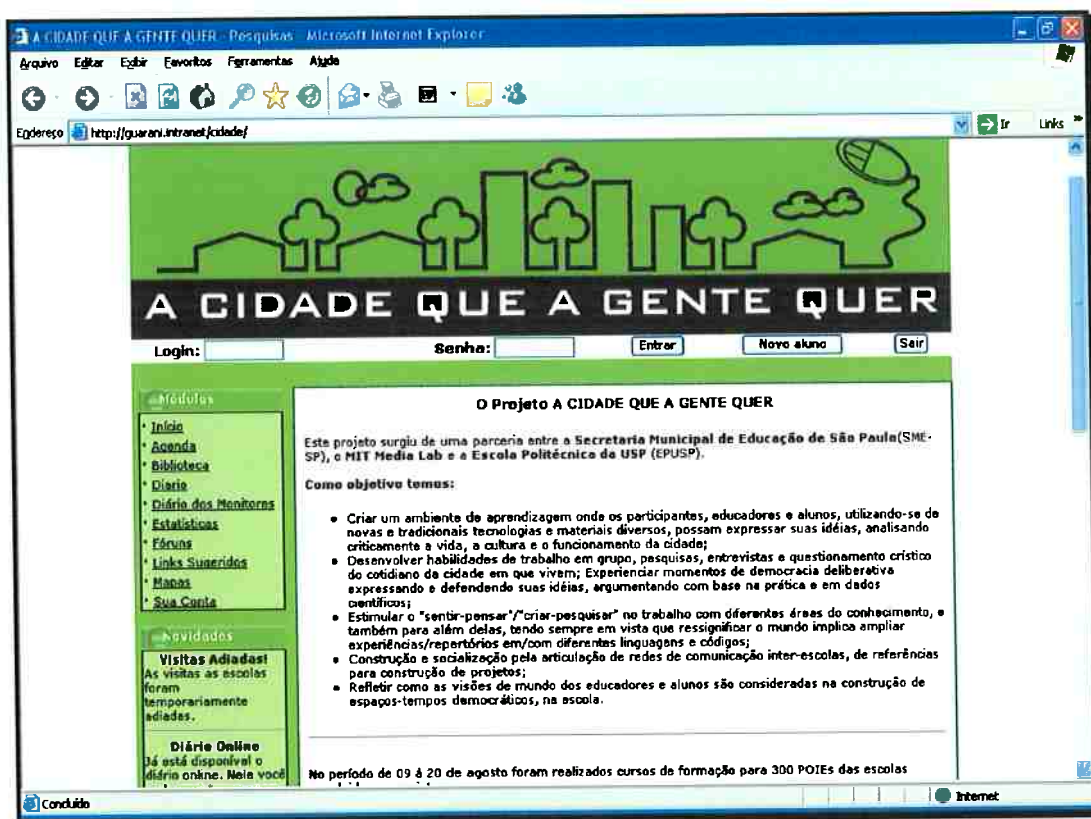 A CIDADE QUE A GENTE QUER - Pesquisas - Microsoft Internet Explorer
Arquivo Editar Exibir Favoritos Ferramentas Ajuda
Endereço http://guarani.intranet/cidade/ Ir Links »
A CIDADE QUE A GENTE QUER
Login: Senha: Entrar Novo aluno Sair
Módulos
· Início
· Agenda
· Biblioteca
· Diario
· Diário dos Monitores
· Estatísticas
· Fóruns
· Links Sugeridos
· Mapas
· Sua Conta
Novidades
Visitas Adiadas!
As visitas as escolas
foram
temporariamente
adiadas.
Diário Online
Já está disponível o
diário online. Nele você
O Projeto A CIDADE QUE A GENTE QUER
Este projeto surgiu de uma parceria entre a Secretaria Municipal de Educação de São Paulo(SME-
SP), o MIT Media Lab e a Escola Politécnica da USP (EPUSP).
Como objetivo temos:
• Criar um ambiente de aprendizagem onde os participantes, educadores e alunos, utilizando-se de
novas e tradicionais tecnologias e materiais diversos, possam expressar suas idéias, analisando
criticamente a vida, a cultura e o funcionamento da cidade;
• Desenvolver habilidades de trabalho em grupo, pesquisas, entrevistas e questionamento crístico
do cotidiano da cidade em que vivem; Experienciar momentos de democracia deliberativa
expressando e defendendo suas idéias, argumentando com base na prática e em dados
científicos;
• Estimular o "sentir-pensar"/"criar-pesquisar" no trabalho com diferentes áreas do conhecimento, e
também para além delas, tendo sempre em vista que ressignificar o mundo implica ampliar
experiências/repertórios em/com diferentes linguagens e códigos;
• Construção e socialização pela articulação de redes de comunicação inter-escolas, de referências
para construção de projetos;
• Refletir como as visões de mundo dos educadores e alunos são consideradas na construção de
espaços-tempos democráticos, na escola.
No período de 09 à 20 de agosto foram realizados cursos de formação para 300 POIEs das escolas
Concluído Internet